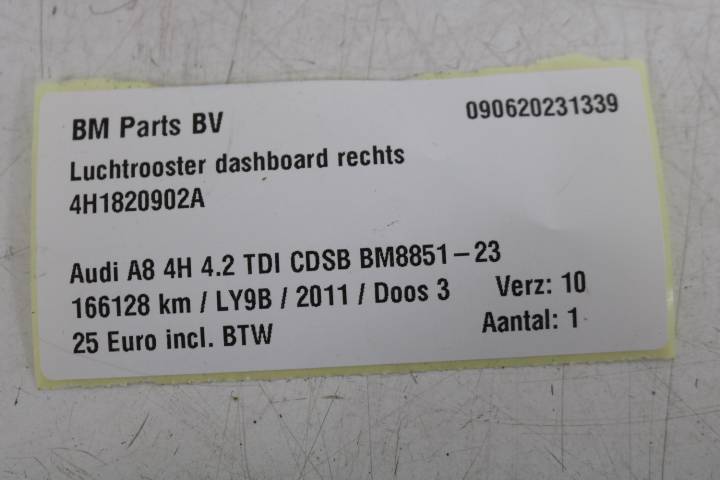 BM Parts BV 090620231339
Luchtrooster dashboard rechts
4H1820902A
Audi A8 4H 4.2 TDI CDSB BM8851-23
166128 km / LY9B / 2011 / Doos 3 Verz: 10
25 Euro incl. BTW Aantal: 1